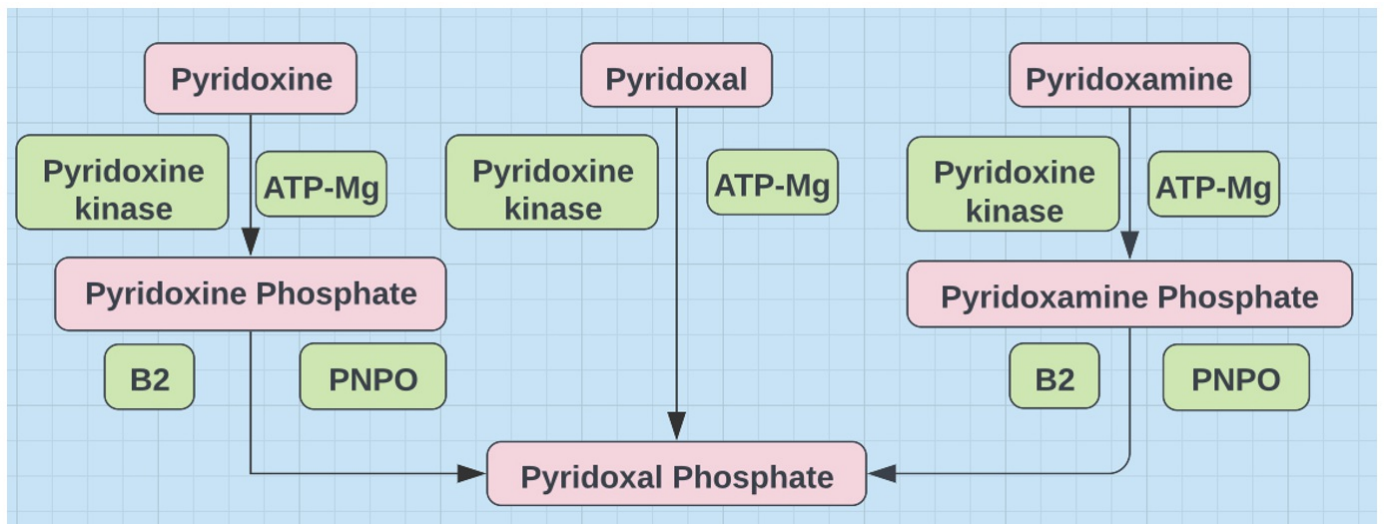 Pyridoxine
Pyridoxal
Pyridoxamine
Pyridoxine
kinase
ATP-Mg
Pyridoxine
kinase
ATP-Mg
Pyridoxine
kinase
ATP-Mg
Pyridoxine Phosphate
Pyridoxamine Phosphate
B2
PNPO
B2
PNPO
Pyridoxal Phosphate